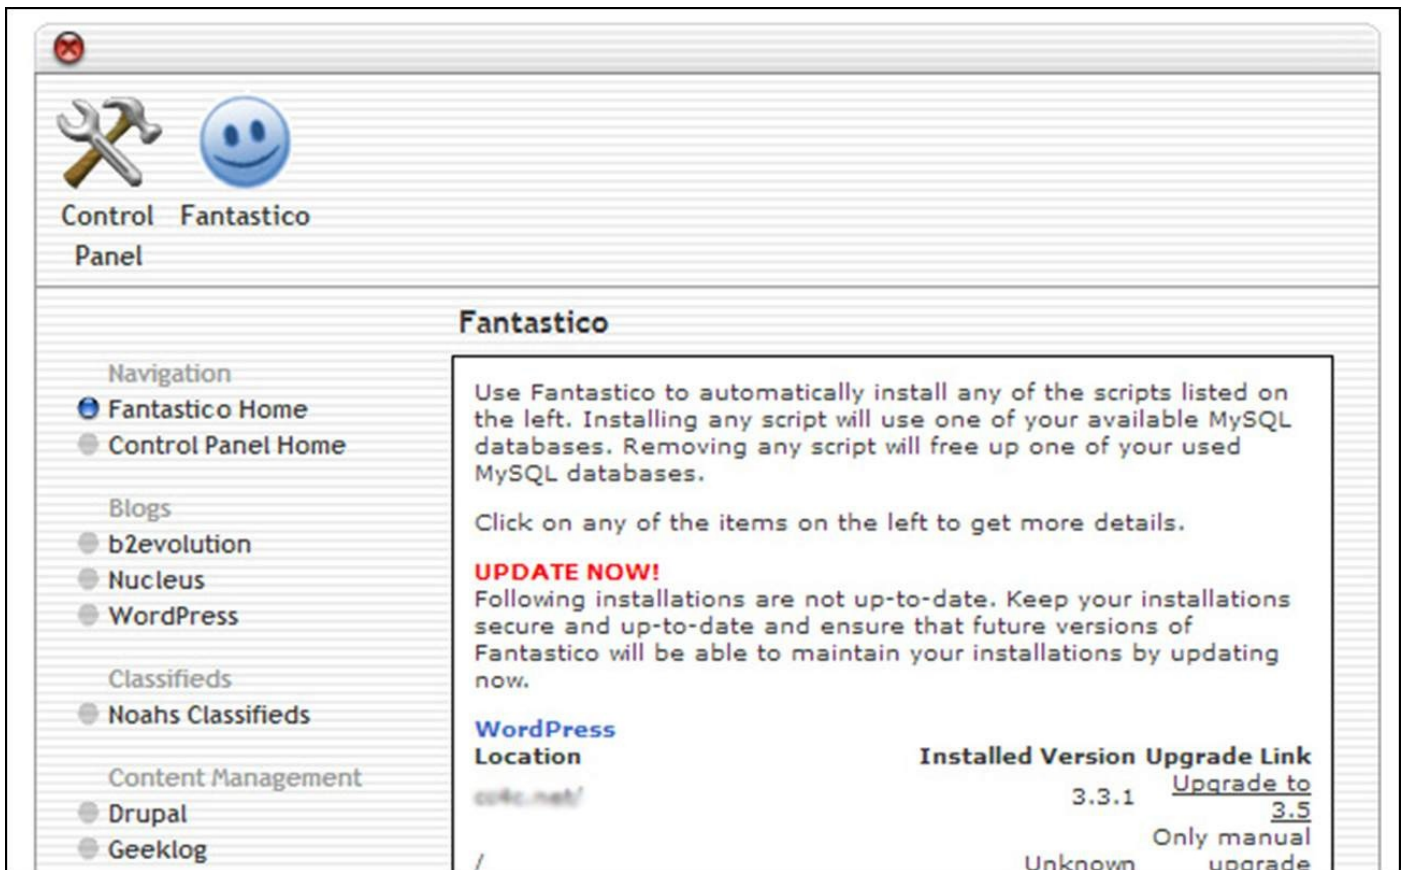 Control Fantastico
Panel
Fantastico
Navigation
Fantastico Home
Control Panel Home
Blogs
b2evolution
Nucleus
WordPress
Classifieds
Noahs Classifieds
Content Management
Drupal
Geeklog
Use Fantastico to automatically install any of the scripts listed on
the left. Installing any script will use one of your available MySQL
databases. Removing any script will free up one of your used
MySQL databases.
Click on any of the items on the left to get more details.
UPDATE NOW!
Following installations are not up-to-date. Keep your installations
secure and up-to-date and ensure that future versions of
Fantastico will be able to maintain your installations by updating
now.
WordPress
Location Installed Version Upgrade Link
3.3.1 Upgrade to
3.5
Only manual
/ Unknown upgrade